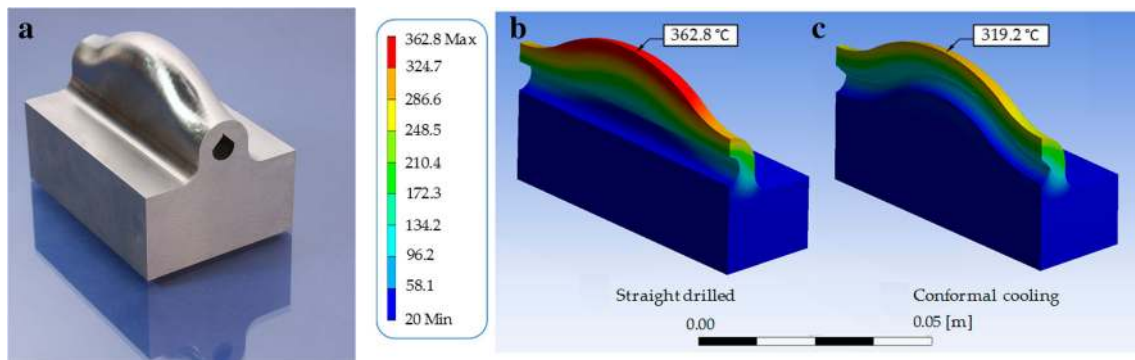 a
362.8 Max
324.7
286.6
248.5
210.4
172.3
134.2
96.2
58.1
20 Min
b
362.8 °C
Straight drilled
c
319.2 °C
Conformal cooling
0.00
0.05 [m]